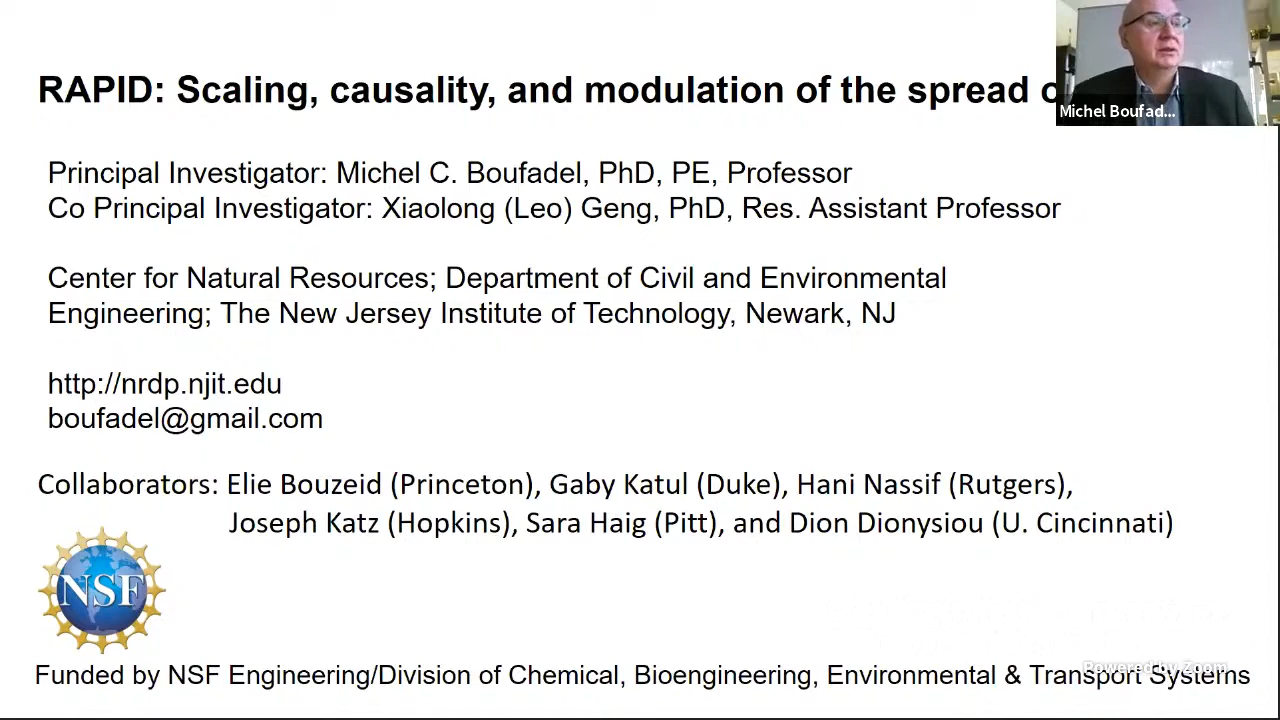 RAPID: Scaling, causality, and modulation of the spread
Michel Boufad...
Principal Investigator: Michel C. Boufadel, PhD, PE, Professor
Co Principal Investigator: Xiaolong (Leo) Geng, PhD, Res. Assistant Professor
Center for Natural Resources; Department of Civil and Environmental
Engineering; The New Jersey Institute of Technology, Newark, NJ
http://nrdp.njit.edu
boufadel@gmail.com
Collaborators: Elie Bouzeid (Princeton), Gaby Katul (Duke), Hani Nassif (Rutgers),
Joseph Katz (Hopkins), Sara Haig (Pitt), and Dion Dionysiou (U. Cincinnati)
NSF
Funded by NSF Engineering/Division of Chemical, Bioengineering, Environmental & Transport Systems
Powered by Zoom